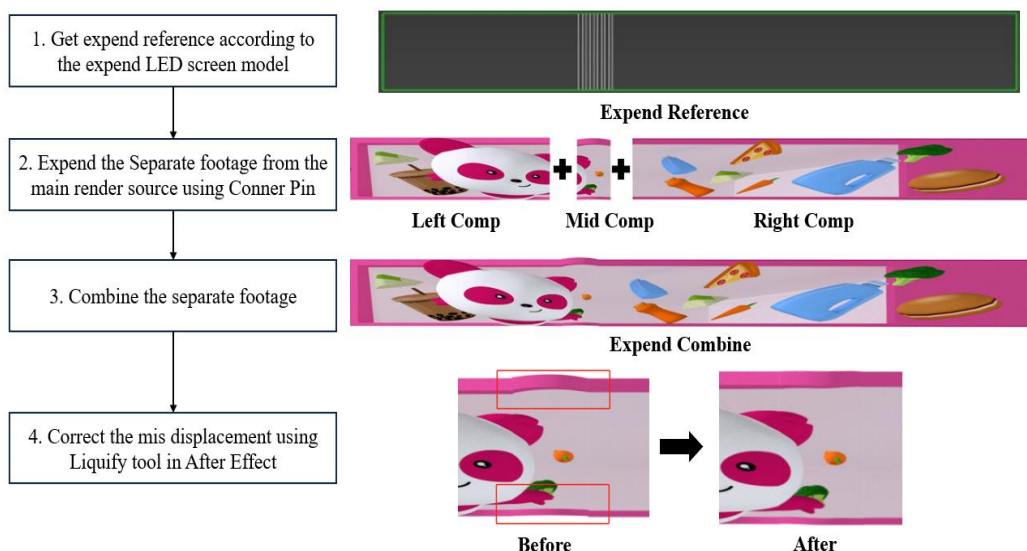 1. Get expend reference according to
the expend LED screen model
Expend Reference
2. Expend the Separate footage from the
main render source using Conner Pin
Left Comp
Mid Comp
Right Comp
3. Combine the separate footage
Expend Combine
4. Correct the mis displacement using
Liquify tool in After Effect
Before
After